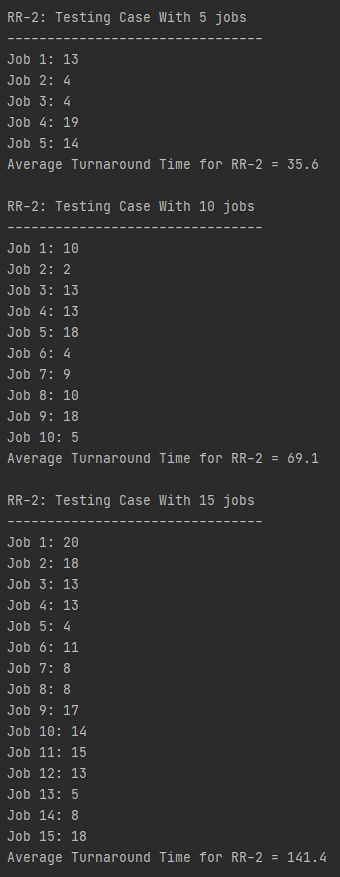 RR-2: Testing Case With 5 jobs
--------------------------------
Job 1: 13
Job 2: 4
Job 3: 4
Job 4: 19
Job 5: 14
Average Turnaround Time for RR-2 = 35.6
RR-2: Testing Case With 10 jobs
--------------------------------
Job 1: 10
Job 2: 2
Job 3: 13
Job 4: 13
Job 5: 18
Job 6: 4
Job 7: 9
Job 8: 10
Job 9: 18
Job 10: 5
Average Turnaround Time for RR-2 = 69.1
RR-2: Testing Case With 15 jobs
--------------------------------
Job 1: 20
Job 2: 18
Job 3: 13
Job 4: 13
Job 5: 4
Job 6: 11
Job 7: 8
Job 8: 8
Job 9: 17
Job 10: 14
Job 11: 15
Job 12: 13
Job 13: 5
Job 14: 8
Job 15: 18
Average Turnaround Time for RR-2 = 141.4